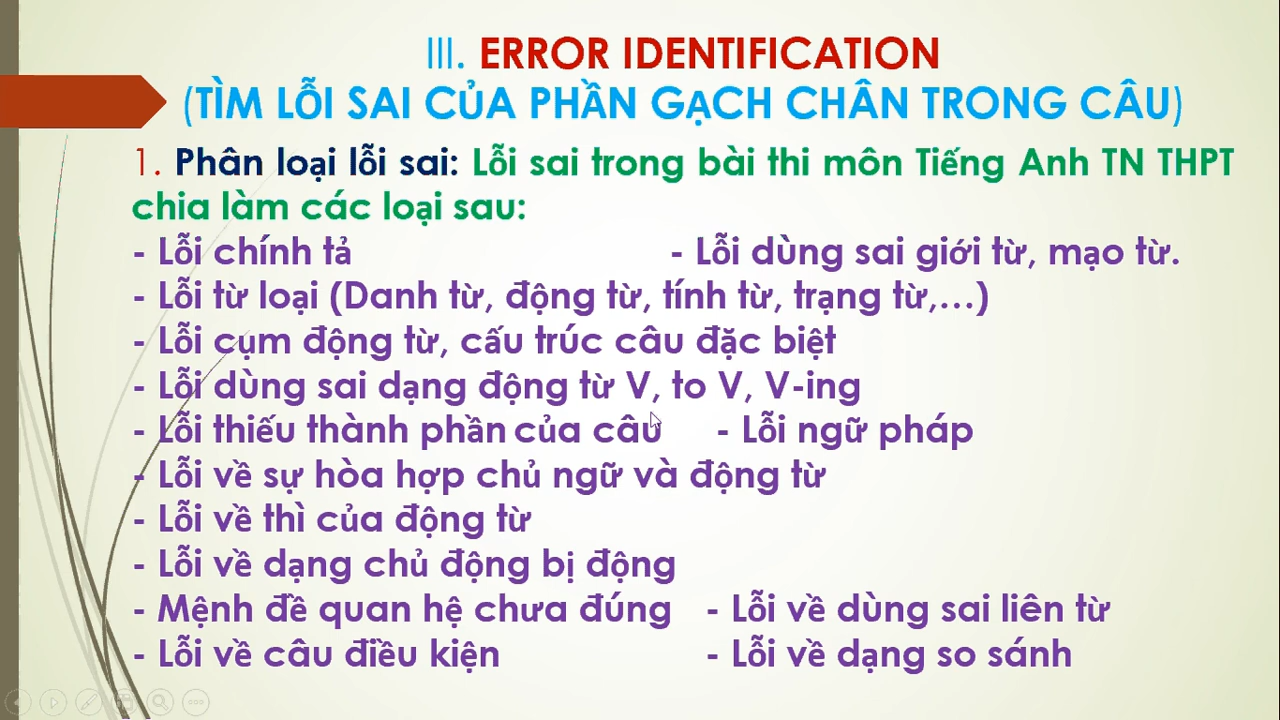 III. ERROR IDENTIFICATION
(TÌM LỖI SAI CỦA PHẦN GẠCH CHÂN TRONG CÂU)
1. Phân loại lỗi sai: Lỗi sai trong bài thi môn Tiếng Anh TN THPT
chia làm các loại sau:
- Lỗi chính tả - Lỗi dùng sai giới từ, mạo từ.
- Lỗi từ loại (Danh từ, động từ, tính từ, trạng từ,...)
- Lỗi cụm động từ, cấu trúc câu đặc biệt
- Lỗi dùng sai dạng động từ V, to V, V-ing
- Lỗi thiếu thành phần của câu - Lỗi ngữ pháp
- Lỗi về sự hòa hợp chủ ngữ và động từ
- Lỗi về thì của động từ
- Lỗi về dạng chủ động bị động
- Mệnh đề quan hệ chưa đúng - Lỗi về dùng sai liên từ
- Lỗi về câu điều kiện - Lỗi về dạng so sánh